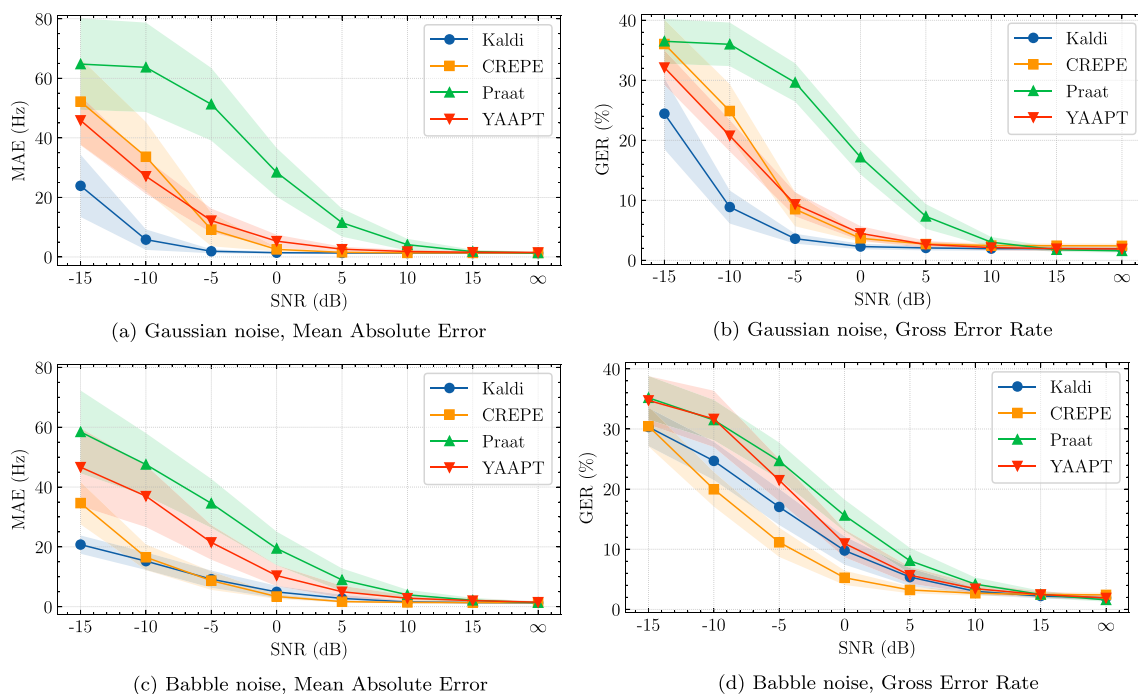 80
60
40
20
0
MAE (Hz)
-15 -10 -5 0 5 10 15 ∞
SNR (dB)
Kaldi
CREPE
Praat
YAAPT
(a) Gaussian noise, Mean Absolute Error
40
30
20
10
0
GER (%)
-15 -10 -5 0 5 10 15 ∞
SNR (dB)
Kaldi
CREPE
Praat
YAAPT
(b) Gaussian noise, Gross Error Rate
80
60
40
20
0
MAE (Hz)
-15 -10 -5 0 5 10 15 ∞
SNR (dB)
Kaldi
CREPE
Praat
YAAPT
(c) Babble noise, Mean Absolute Error
40
30
20
10
0
GER (%)
-15 -10 -5 0 5 10 15 ∞
SNR (dB)
Kaldi
CREPE
Praat
YAAPT
(d) Babble noise, Gross Error Rate